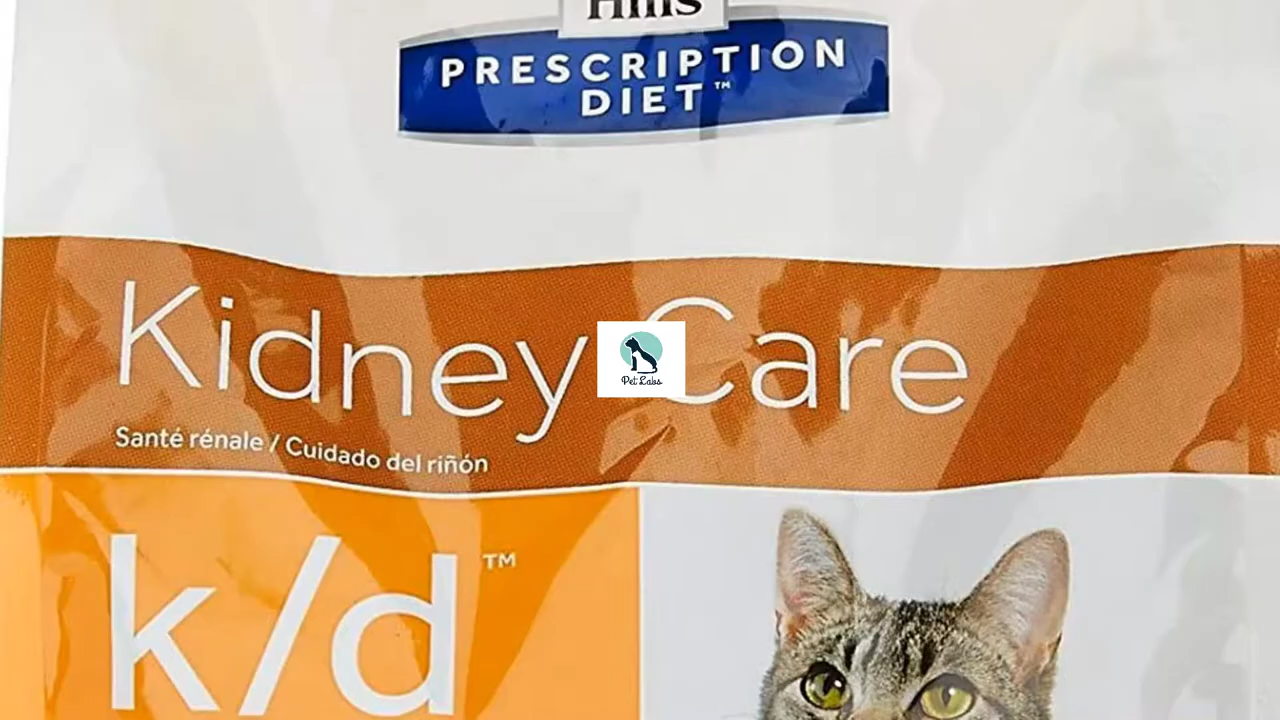 Hill's
PRESCRIPTION
DIET™
Kidney Care
Pet Labs
Santé rénale / Cuidado del riñón
k/d™